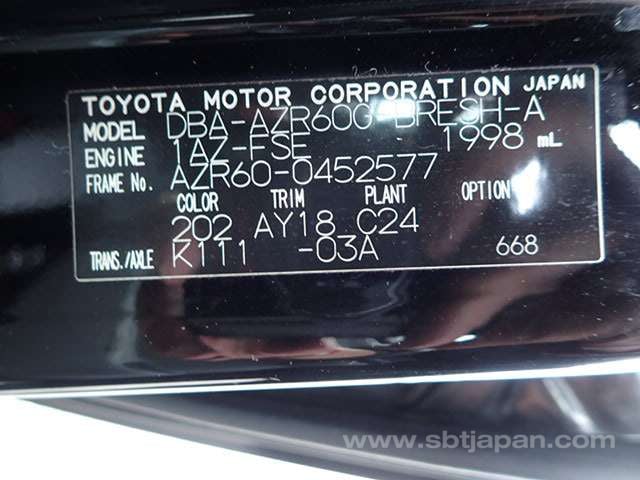 TOYOTA MOTOR CORPORATION JAPAN
MODEL DBA-AZR60G-BRESH-A
ENGINE 1AZ-FSE 1998 mL
FRAME No. AZR60-0452577
COLOR TRIM PLANT OPTION
202 AY18 C24
TRANS./AXLE K111 -03A 668
www.sbtjapan.com